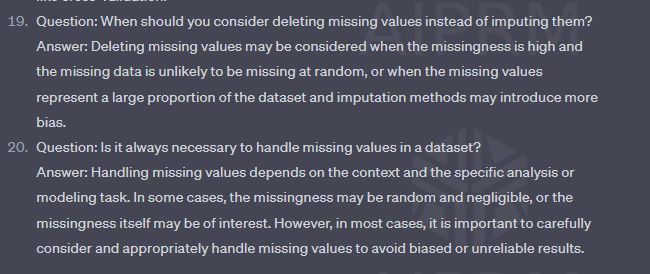 19. Question: When should you consider deleting missing values instead of imputing them?
Answer: Deleting missing values may be considered when the missingness is high and
the missing data is unlikely to be missing at random, or when the missing values
represent a large proportion of the dataset and imputation methods may introduce more
bias.
20. Question: Is it always necessary to handle missing values in a dataset?
Answer: Handling missing values depends on the context and the specific analysis or
modeling task. In some cases, the missingness may be random and negligible, or the
missingness itself may be of interest. However, in most cases, it is important to carefully
consider and appropriately handle missing values to avoid biased or unreliable results.
AIPRM